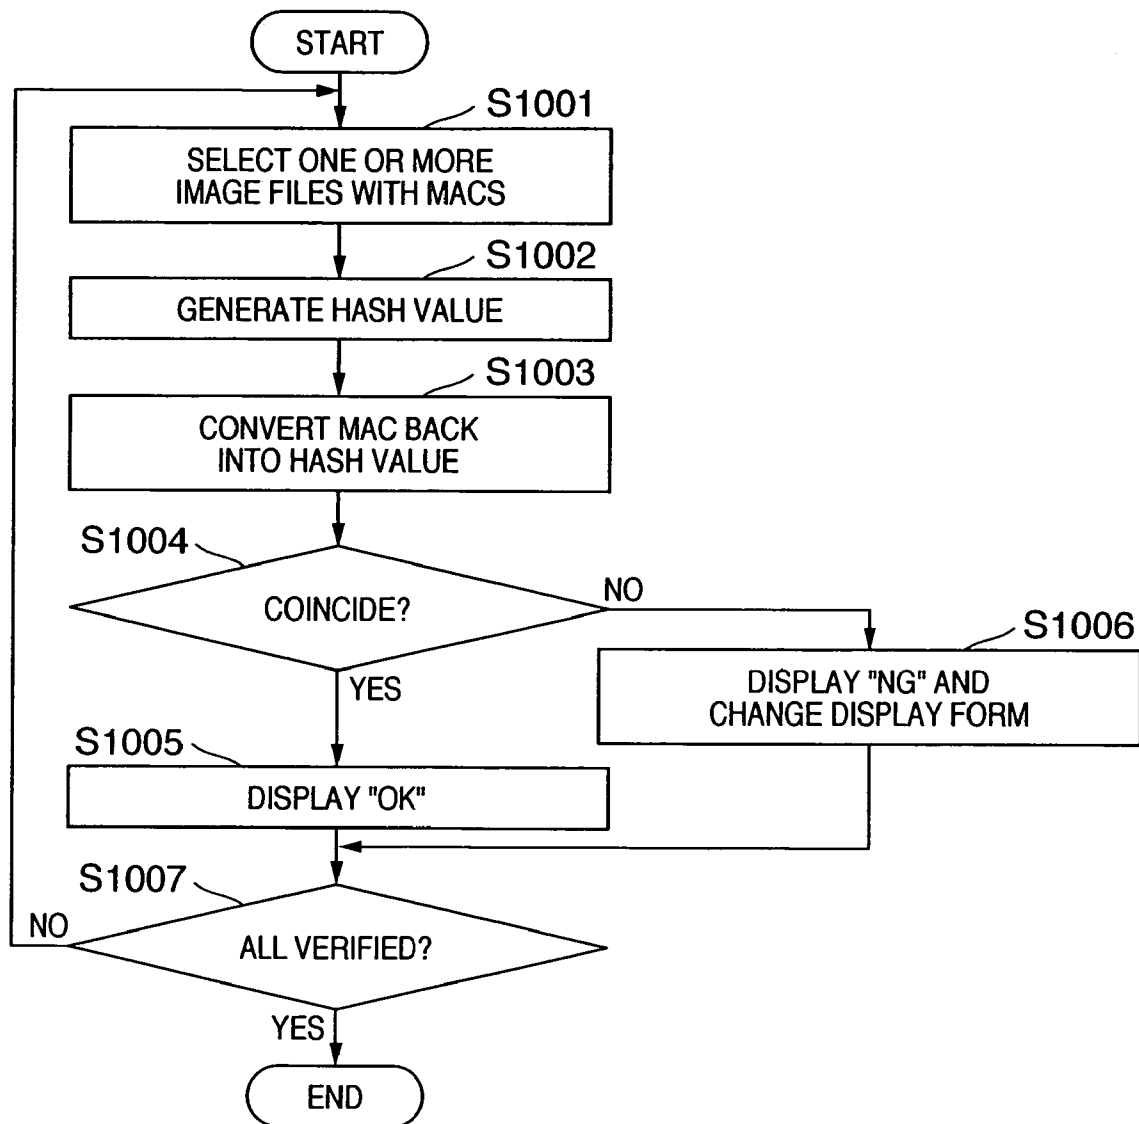 START
S1001
SELECT ONE OR MORE
IMAGE FILES WITH MACS
S1002
GENERATE HASH VALUE
S1003
CONVERT MAC BACK
INTO HASH VALUE
S1004
COINCIDE?
NO
YES
S1006
DISPLAY "NG" AND
CHANGE DISPLAY FORM
S1005
DISPLAY "OK"
S1007
NO
ALL VERIFIED?
YES
END